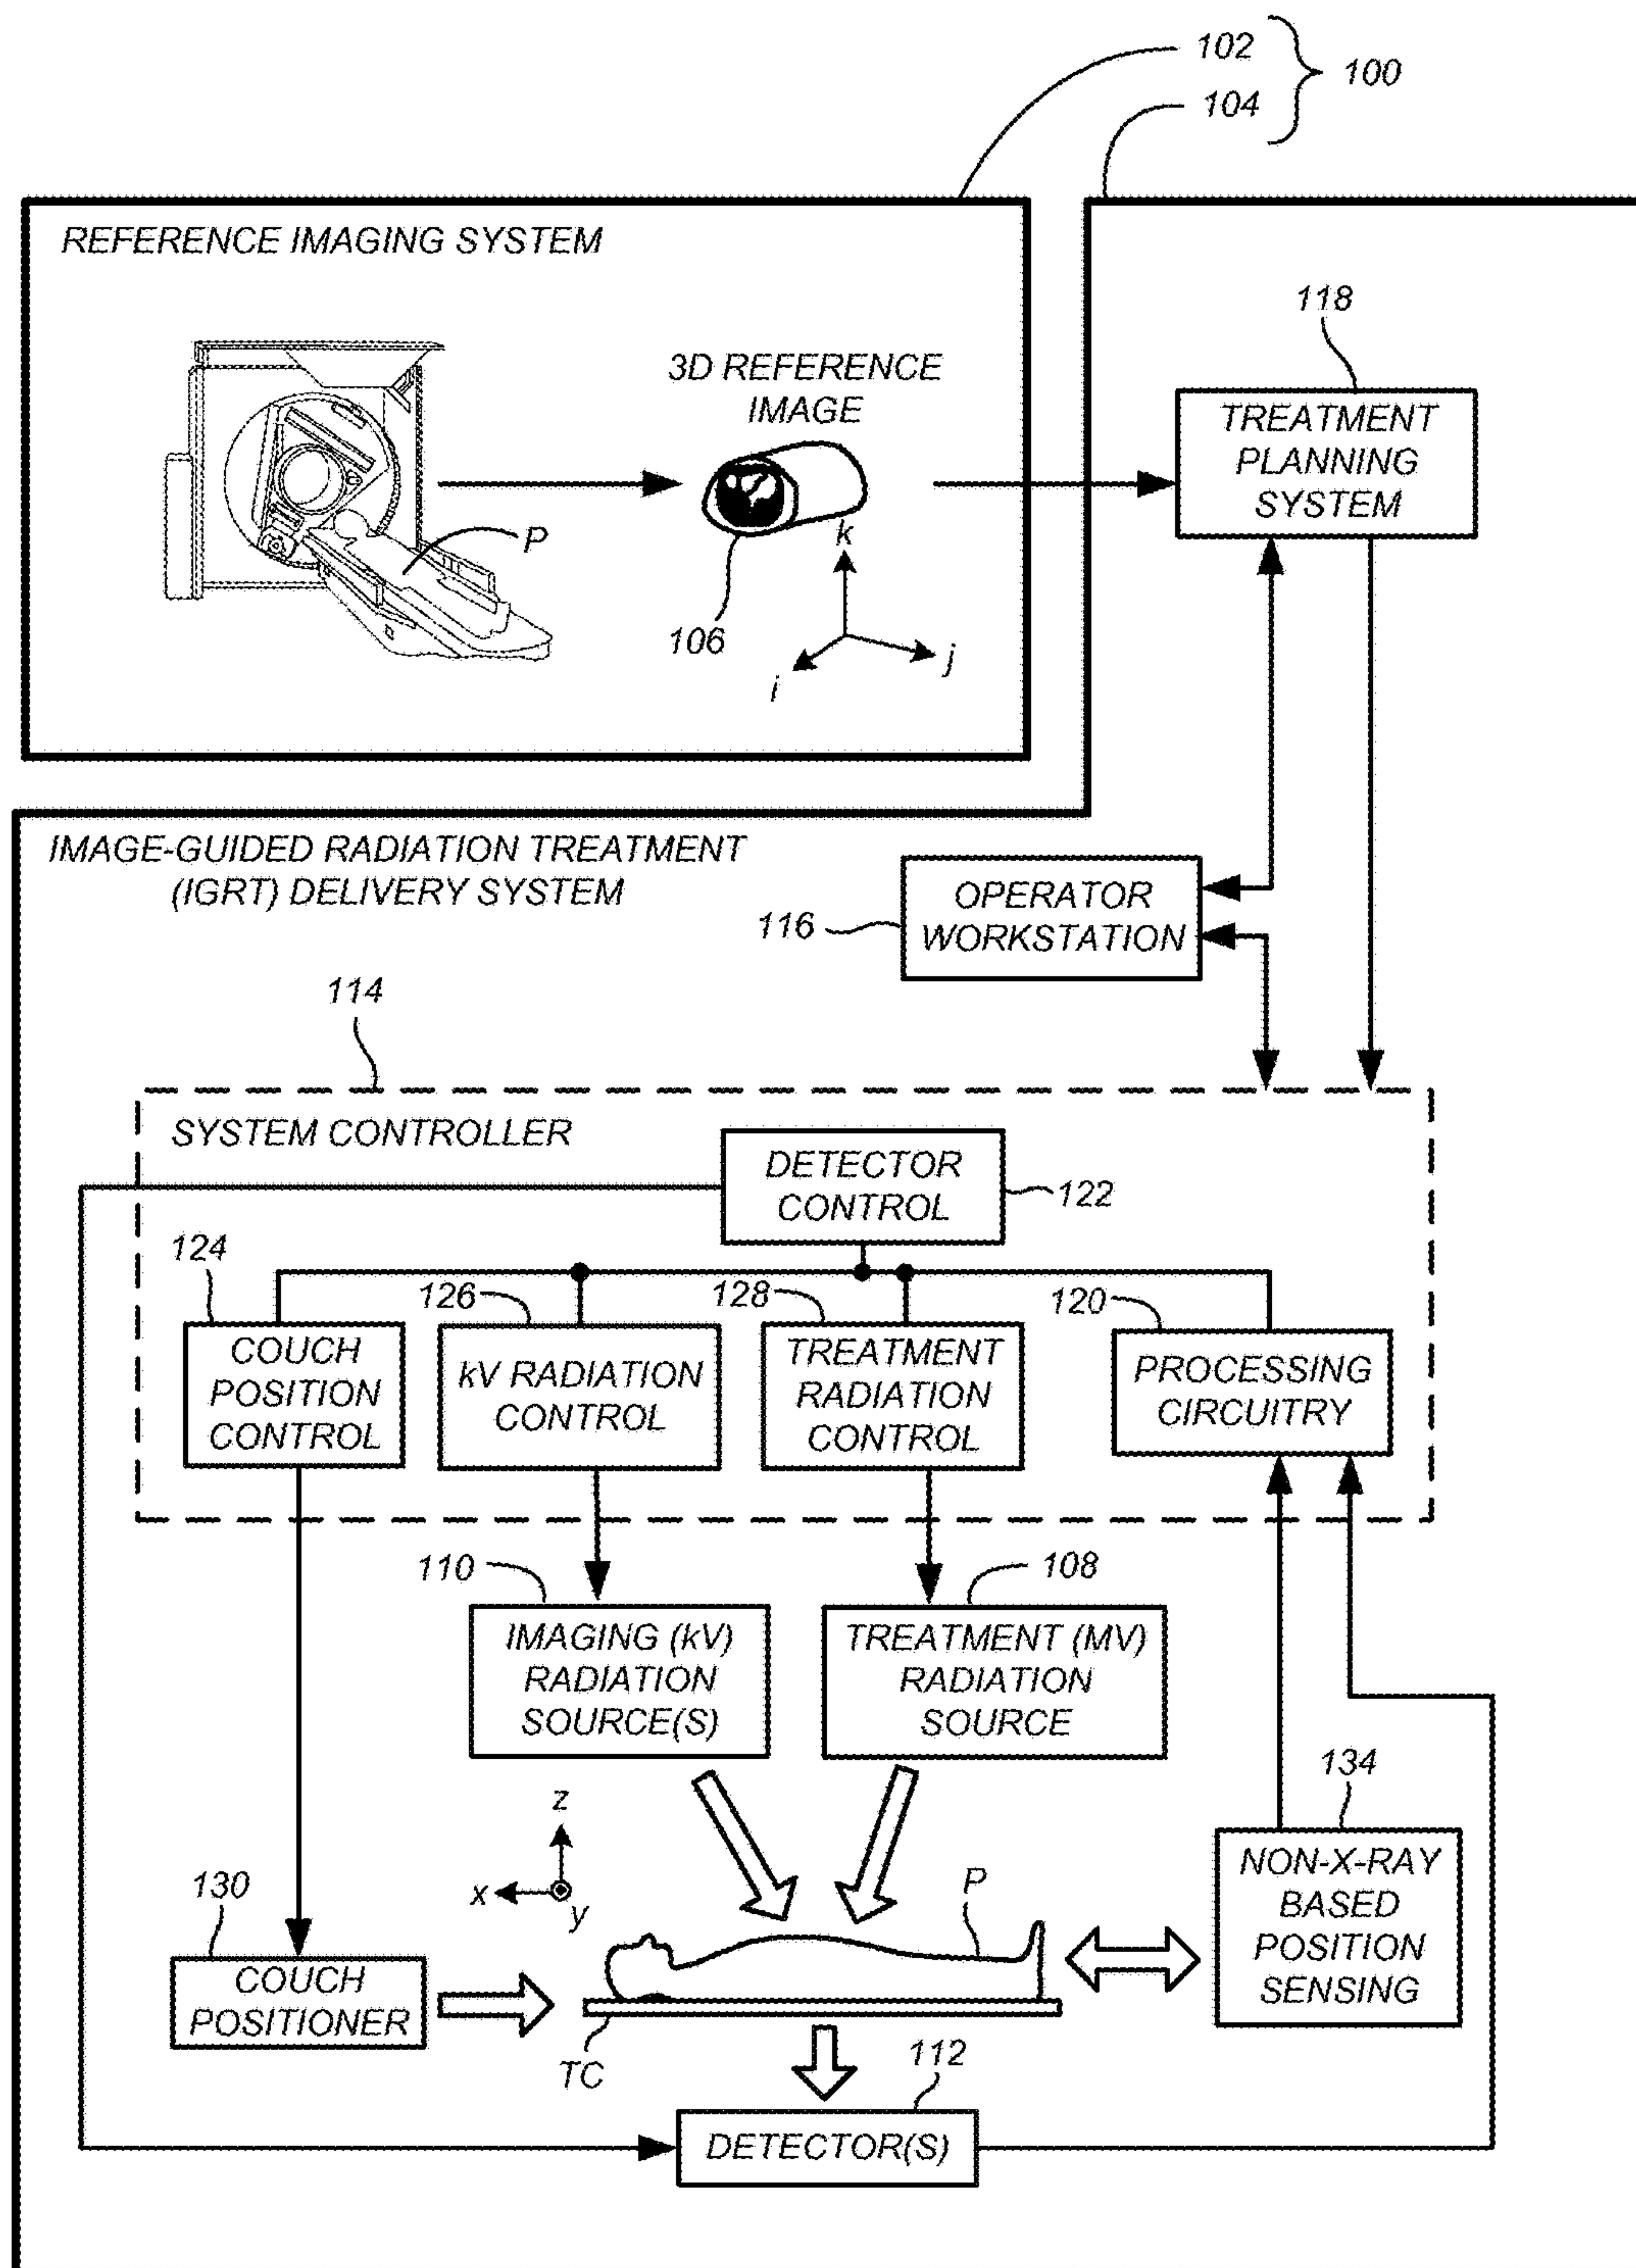 102
100
104
REFERENCE IMAGING SYSTEM
118
3D REFERENCE
IMAGE
TREATMENT
PLANNING
SYSTEM
P
k
106
j
i
IMAGE-GUIDED RADIATION TREATMENT
(IGRT) DELIVERY SYSTEM
OPERATOR
WORKSTATION
116
114
SYSTEM CONTROLLER
DETECTOR
CONTROL
122
124
126
128
120
COUCH
POSITION
CONTROL
kV RADIATION
CONTROL
TREATMENT
RADIATION
CONTROL
PROCESSING
CIRCUITRY
110
108
IMAGING (kV)
RADIATION
SOURCE(S)
TREATMENT (MV)
RADIATION
SOURCE
134
z
x
y
130
P
NON-X-RAY
BASED
POSITION
SENSING
COUCH
POSITIONER
TC
112
DETECTOR(S)